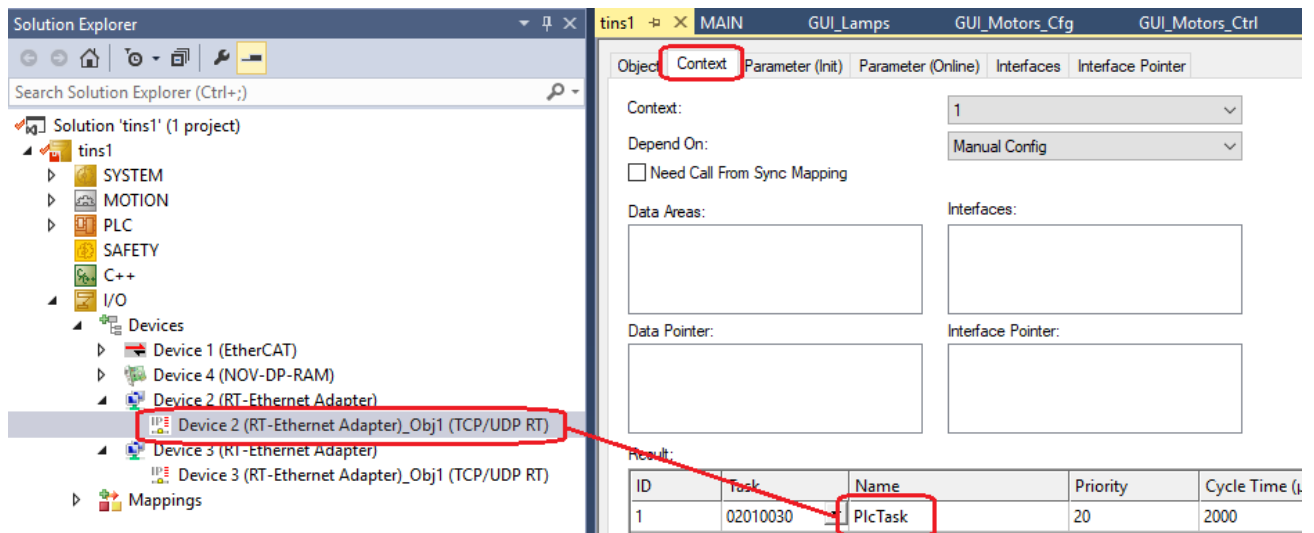 Solution Explorer
Search Solution Explorer (Ctrl+;)
Solution 'tins1' (1 project)
tins1
SYSTEM
MOTION
PLC
SAFETY
C++
I/O
Devices
Device 1 (EtherCAT)
Device 4 (NOV-DP-RAM)
Device 2 (RT-Ethernet Adapter)
Device 2 (RT-Ethernet Adapter)_Obj1 (TCP/UDP RT)
Device 3 (RT-Ethernet Adapter)
Device 3 (RT-Ethernet Adapter)_Obj1 (TCP/UDP RT)
Mappings
tins1 MAIN GUI_Lamps GUI_Motors_Cfg GUI_Motors_Ctrl
Object Context Parameter (Init) Parameter (Online) Interfaces Interface Pointer
Context: 1
Depend On: Manual Config
Need Call From Sync Mapping
Data Areas: Interfaces:
Data Pointer: Interface Pointer:
Result:
ID Task Name Priority Cycle Time (µ
1 02010030 PlcTask 20 2000